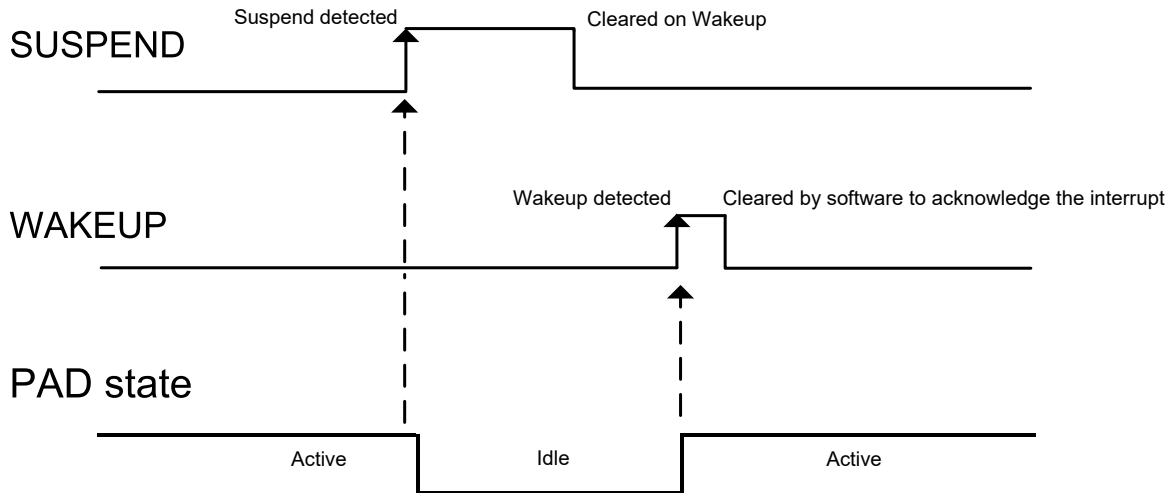 Suspend detected
Cleared on Wakeup
SUSPEND
Wakeup detected
Cleared by software to acknowledge the interrupt
WAKEUP
PAD state
Active
Idle
Active